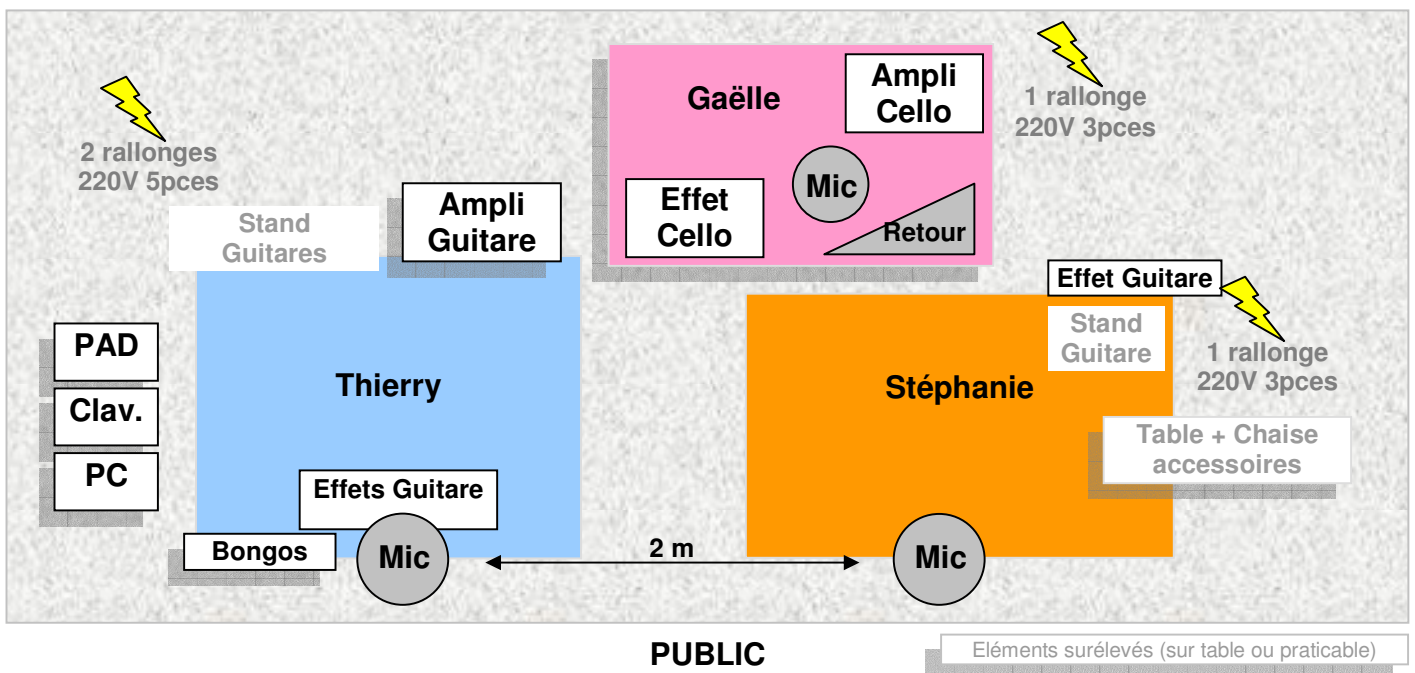 Gaëlle
Ampli
Cello
1 rallonge
220V 3pces
2 rallonges
220V 5pces
Mic
Effet
Cello
Retour
Stand
Guitares
Ampli
Guitare
Effet Guitare
Stand
Guitare
1 rallonge
220V 3pces
PAD
Clav.
PC
Thierry
Stéphanie
Table + Chaise
accessoires
Effets Guitare
Bongos
Mic
2 m
Mic
PUBLIC
Eléments surélevés (sur table ou praticable)